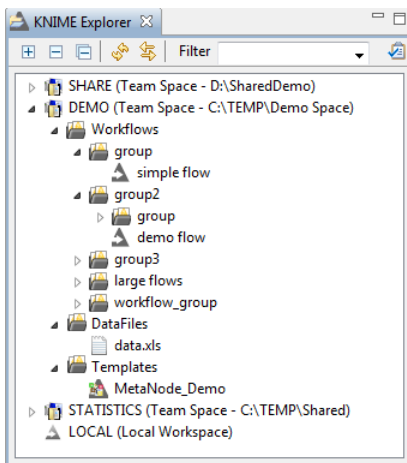 KNIME Explorer
Filter
SHARE (Team Space - D:\SharedDemo)
DEMO (Team Space - C:\TEMP\Demo Space)
Workflows
group
simple flow
group2
group
demo flow
group3
large flows
workflow_group
DataFiles
data.xls
Templates
MetaNode_Demo
STATISTICS (Team Space - C:\TEMP\Shared)
LOCAL (Local Workspace)